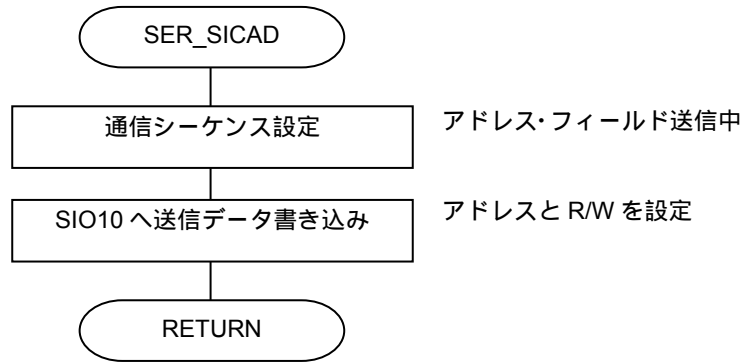 SER_SICAD
通信シーケンス設定
アドレス・フィールド送信中
SIO10 へ送信データ書き込み
アドレスと R/W を設定
RETURN